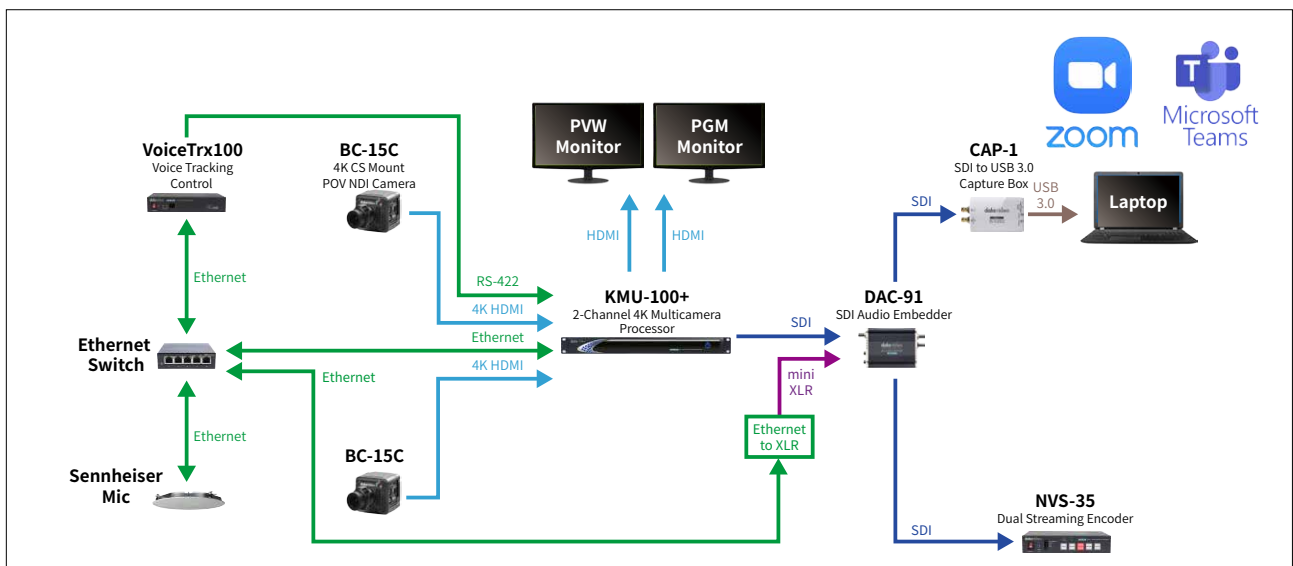 VoiceTrx100
Voice Tracking
Control
BC-15C
4K CS Mount
POV NDI Camera
PVW
Monitor
PGM
Monitor
zoom
T
Microsoft
Teams
CAP-1
SDI to USB 3.0
Capture Box
USB
3.0
Laptop
SDI
HDMI
HDMI
Ethernet
RS-422
4K HDMI
KMU-100+
2-Channel 4K Multicamera
Processor
SDI
DAC-91
SDI Audio Embedder
Ethernet
Switch
Ethernet
Ethernet
4K HDMI
mini
XLR
Ethernet
Ethernet
to XLR
BC-15C
Sennheiser
Mic
NVS-35
Dual Streaming Encoder
SDI